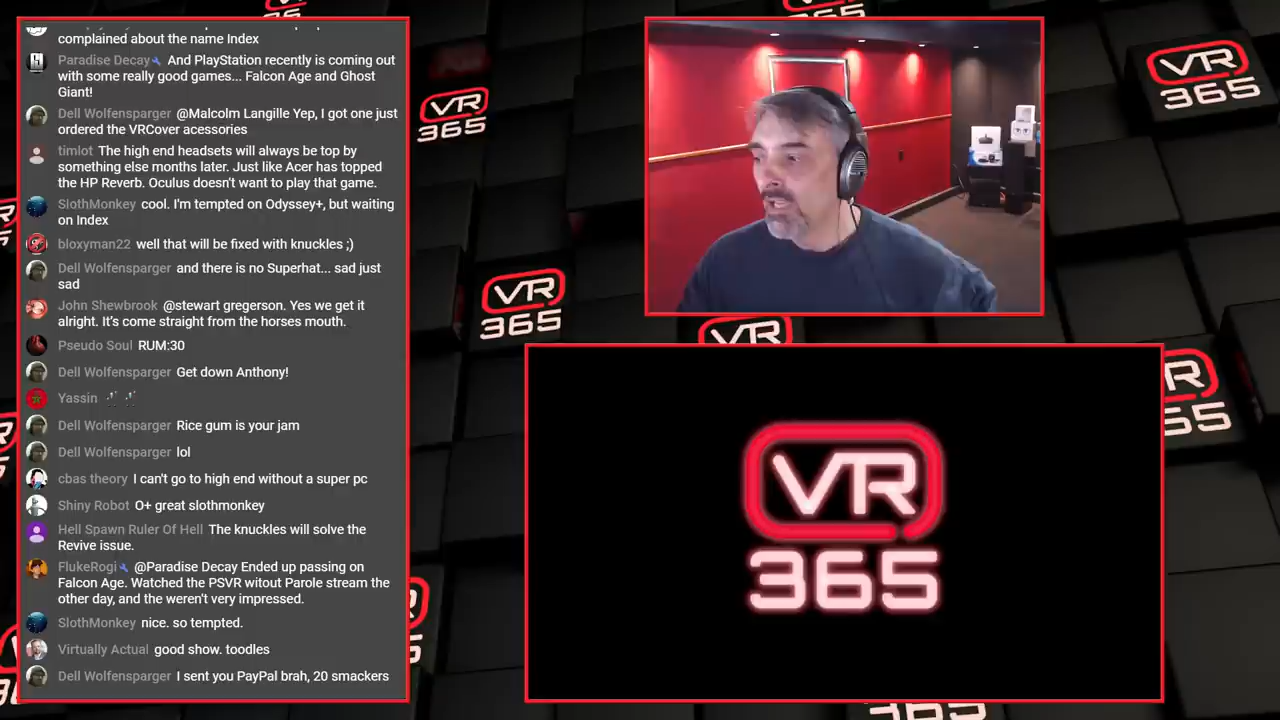 complained about the name Index
Paradise Decay And PlayStation recently is coming out
with some really good games... Falcon Age and Ghost
Giant!
Dell Wolfensparger @Malcolm Langille Yep, I got one just
ordered the VRCover acessories
timlot The high end headsets will always be top by
something else months later. Just like Acer has topped
the HP Reverb. Oculus doesn't want to play that game.
SlothMonkey cool. I'm tempted on Odyssey+, but waiting
on Index
bloxyman22 well that will be fixed with knuckles ;)
Dell Wolfensparger and there is no Superhat... sad just
sad
John Shewbrook @stewart gregerson. Yes we get it
alright. It's come straight from the horses mouth.
Pseudo Soul RUM:30
Dell Wolfensparger Get down Anthony!
Yassin
Dell Wolfensparger Rice gum is your jam
Dell Wolfensparger lol
cbas theory I can't go to high end without a super pc
Shiny Robot O+ great slothmonkey
Hell Spawn Ruler Of Hell The knuckles will solve the
Revive issue.
FlukeRogi @Paradise Decay Ended up passing on
Falcon Age. Watched the PSVR witout Parole stream the
other day, and the weren't very impressed.
SlothMonkey nice. so tempted.
Virtually Actual good show. toodles
Dell Wolfensparger I sent you PayPal brah, 20 smackers
365
VR
365
VR
365
VR
365
VR
VR
365
365